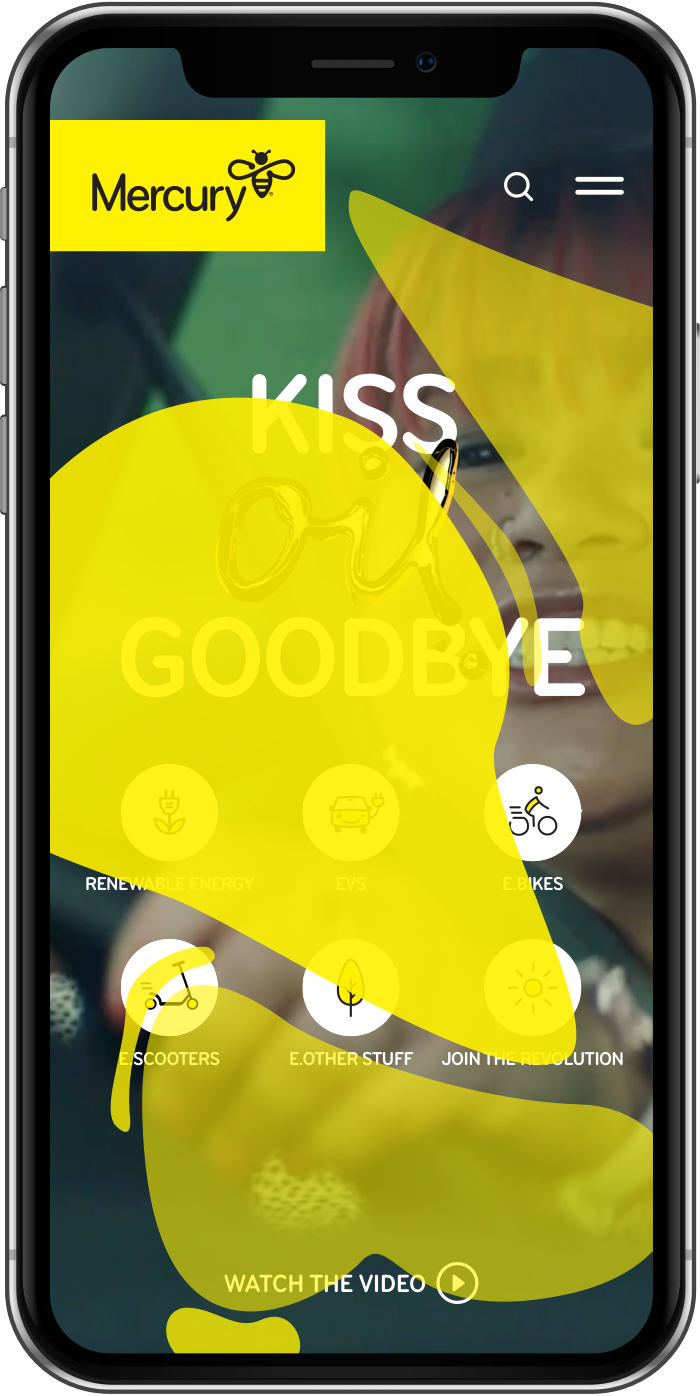 Mercury
KISS
oil
GOODBYE
RENEWABLE ENERGY
EVS
E.BIKES
E.SCOOTERS
E.OTHER STUFF
JOIN THE REVOLUTION
WATCH THE VIDEO